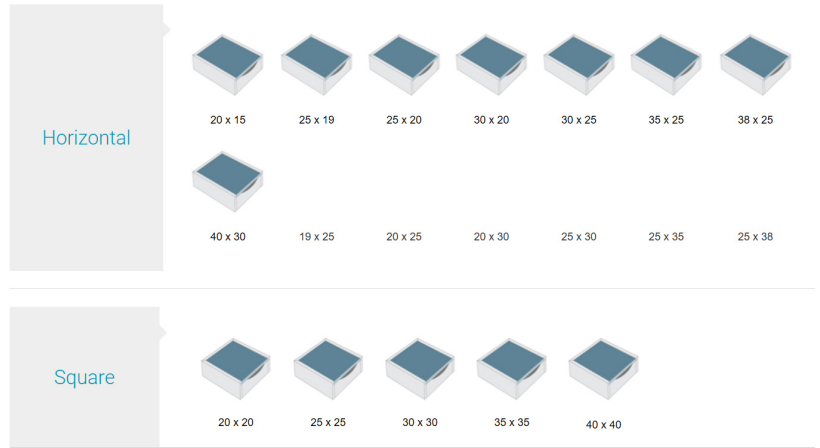 Horizontal
20 x 15 25 x 19 25 x 20 30 x 20 30 x 25 35 x 25 38 x 25
40 x 30 19 x 25 20 x 25 20 x 30 25 x 30 25 x 35 25 x 38
Square
20 x 20 25 x 25 30 x 30 35 x 35 40 x 40